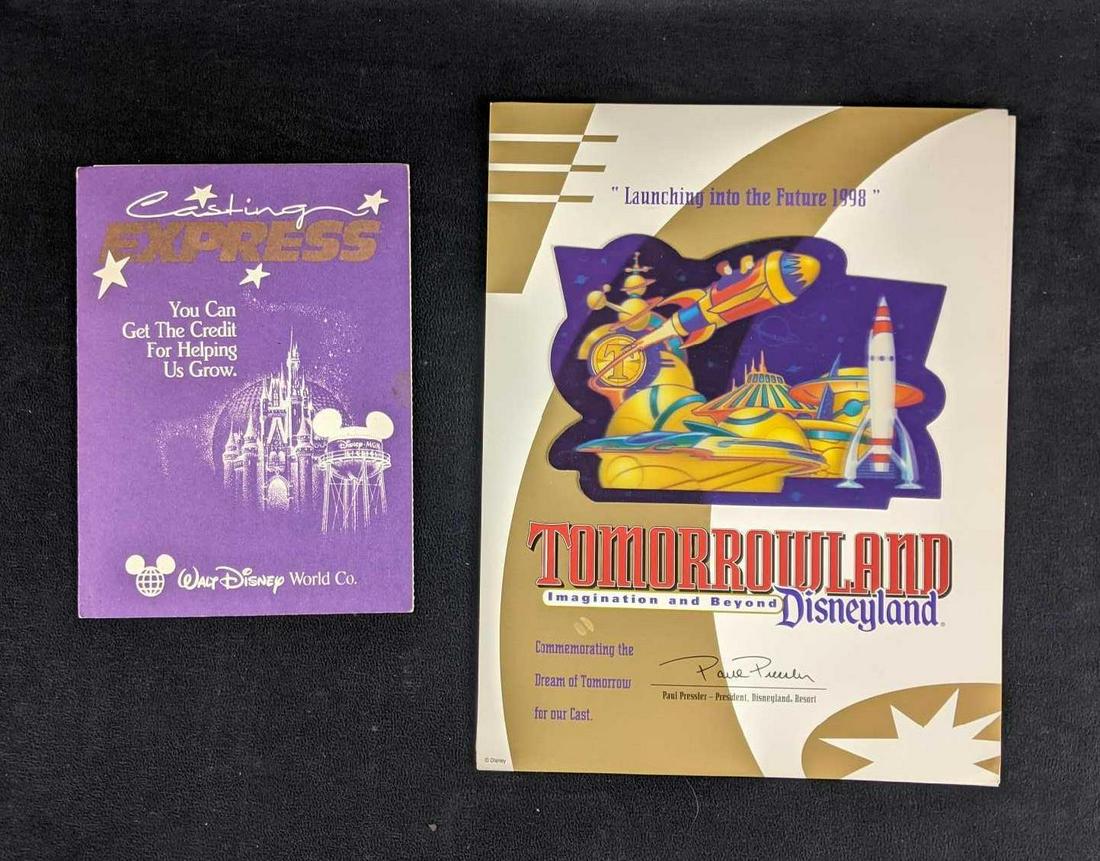 Casting
EXPRESS
You Can
Get The Credit
For Helping
Us Grow.
Disney·MGM
Walt Disney World Co.
" Launching into the Future 1998 "
T
TOMORROWLAND
Imagination and Beyond
Disneyland®
Commemorating the
Dream of Tomorrow
for our Cast.
Paul Pressler
Paul Pressler – President, Disneyland® Resort
© Disney